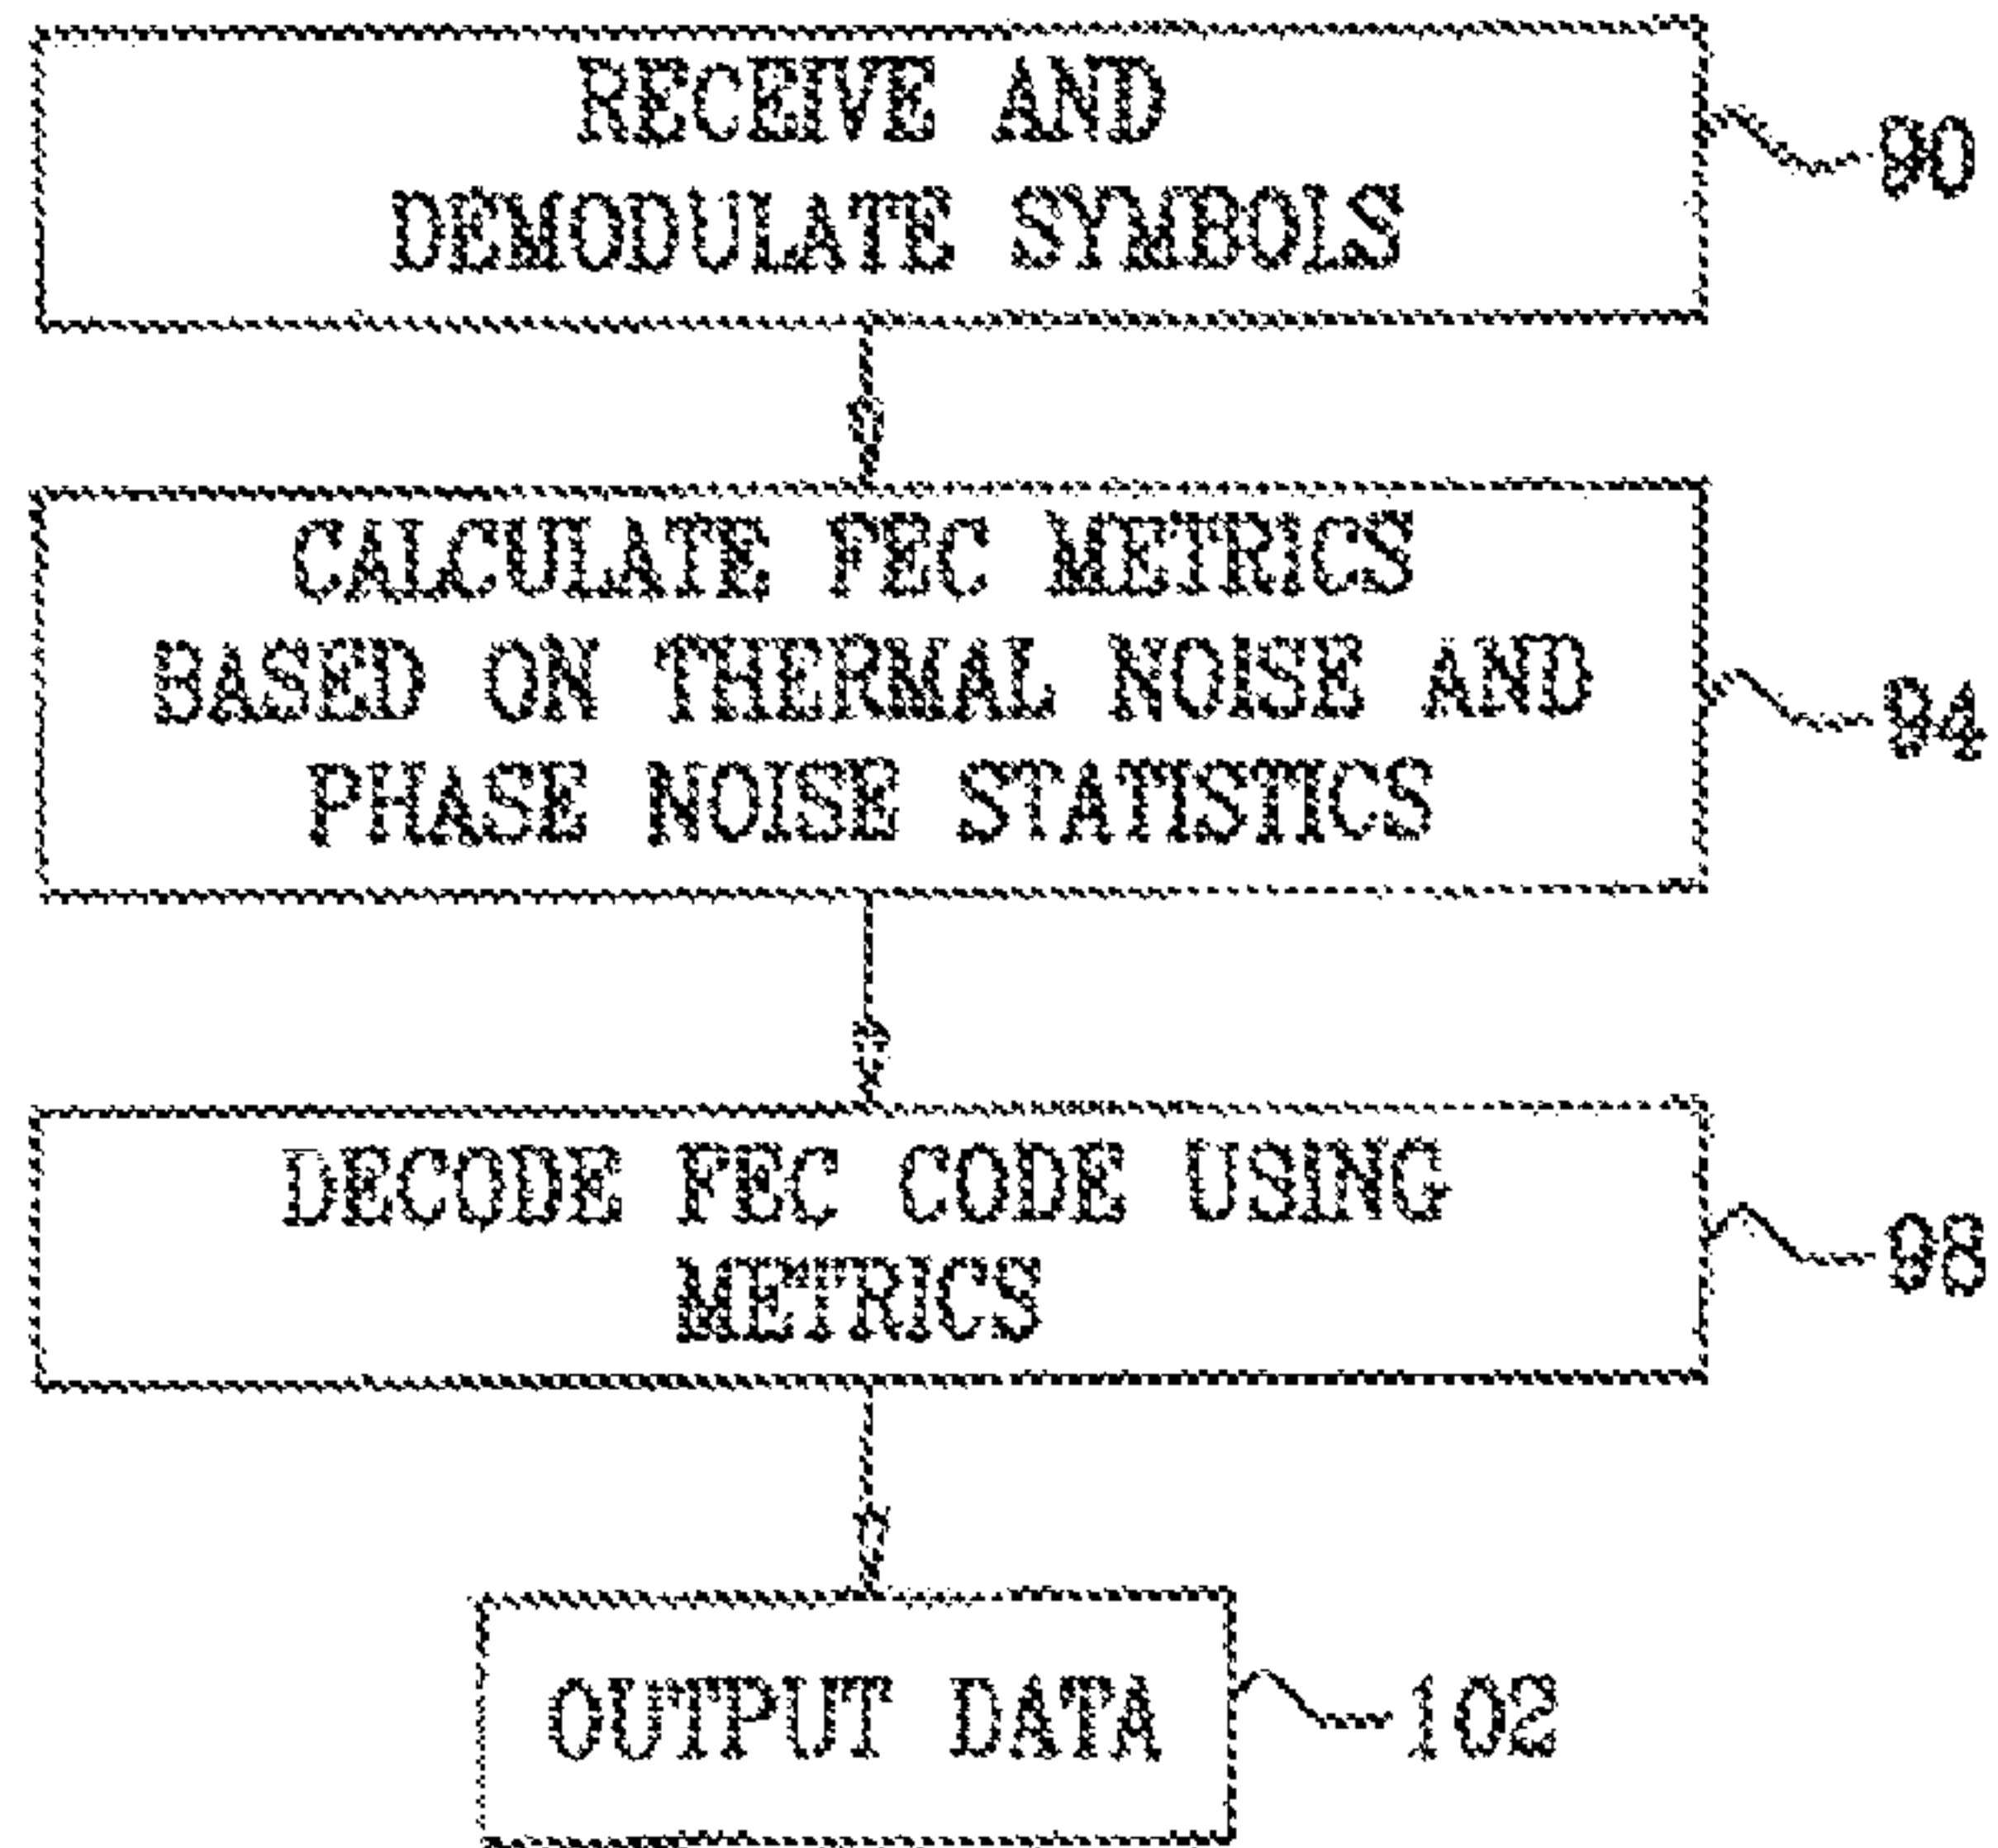 RECEIVE AND
DEMODULATE SYMBOLS
90
CALCULATE FEC METRICS
BASED ON THERMAL NOISE AND
PHASE NOISE STATISTICS
94
DECODE FEC CODE USING
METRICS
98
OUTPUT DATA
102